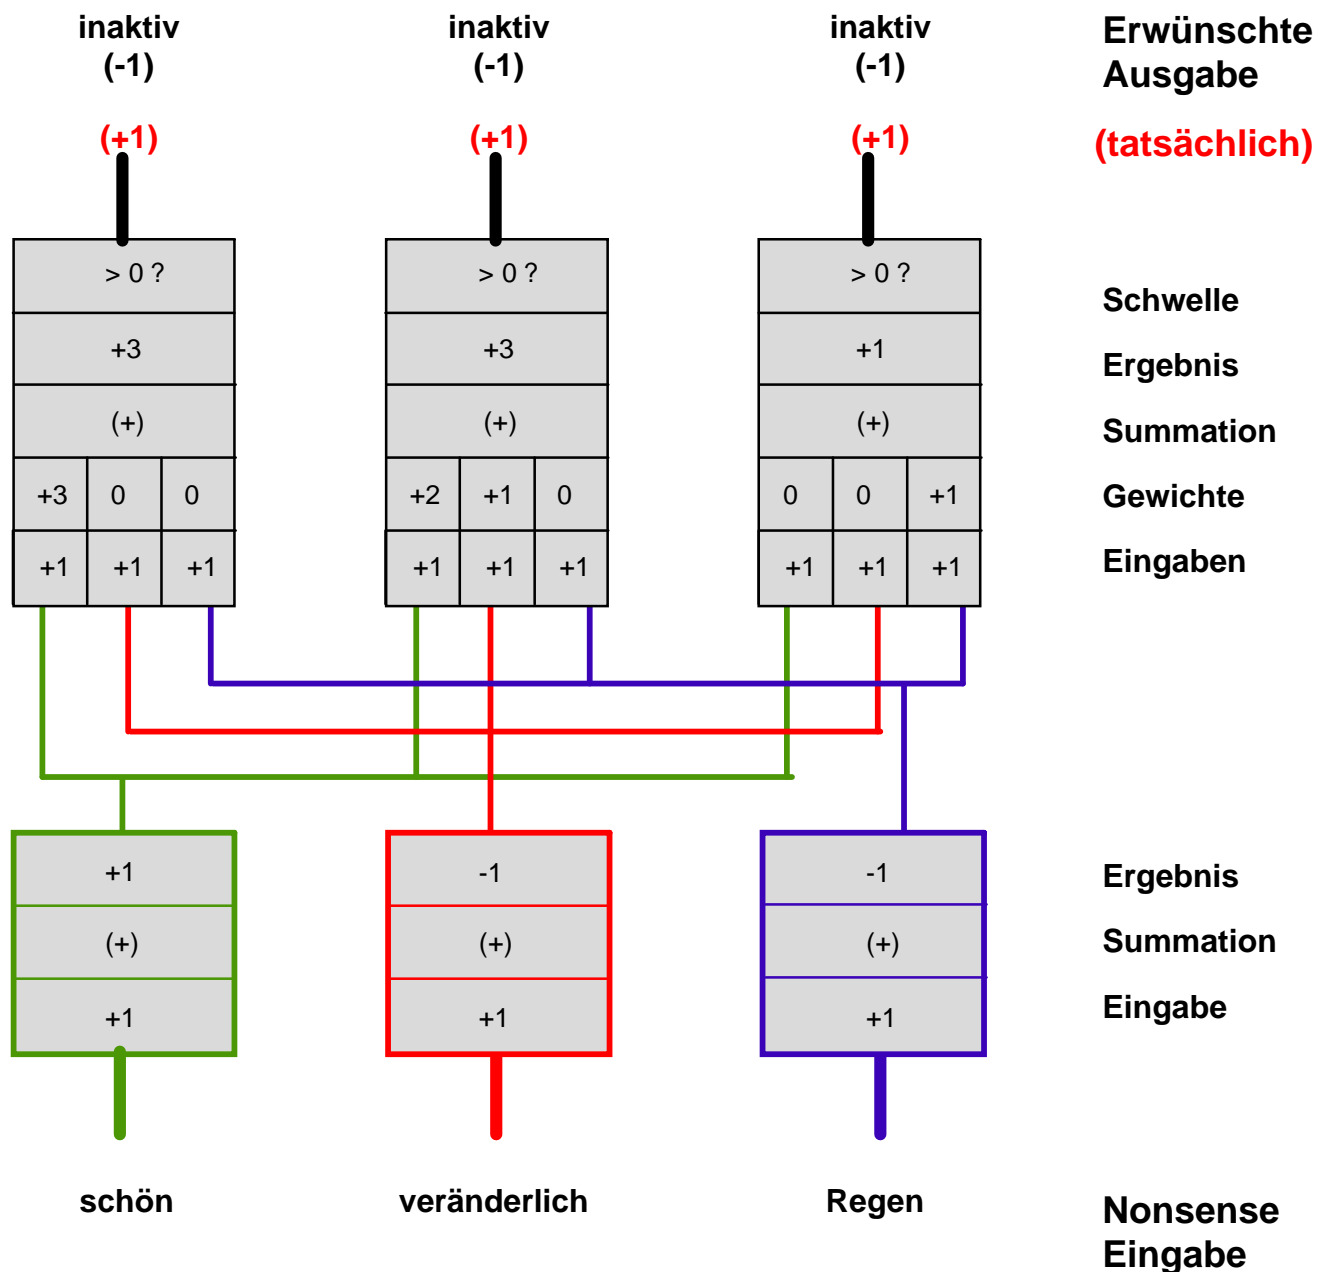 inaktiv inaktiv inaktiv Erwünschte
(-1) (-1) (-1) Ausgabe
(+1) (+1) (+1) (tatsächlich)
> 0 ? > 0 ? > 0 ? Schwelle
+3 +3 +1 Ergebnis
(+) (+) (+) Summation
+3 0 0 +2 +1 0 0 0 +1 Gewichte
+1 +1 +1 +1 +1 +1 +1 +1 +1 Eingaben
+1 -1 -1 Ergebnis
(+) (+) (+) Summation
+1 +1 +1 Eingabe
schön veränderlich Regen Nonsense
Eingabe